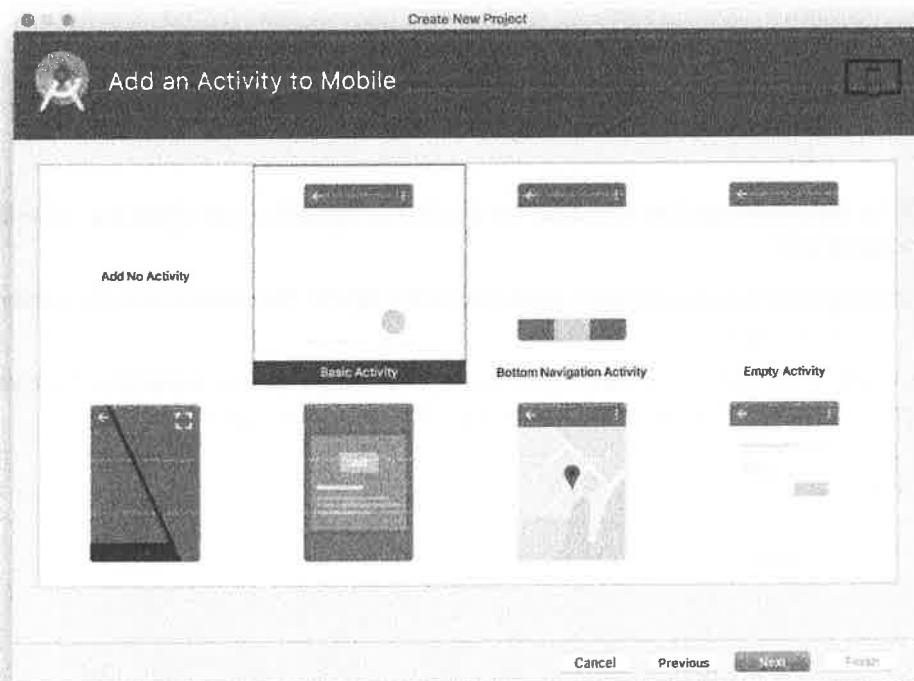 Create New Project
Add an Activity to Mobile
Add No Activity
Basic Activity
Bottom Navigation Activity
Empty Activity
Cancel
Previous
Next
Finish